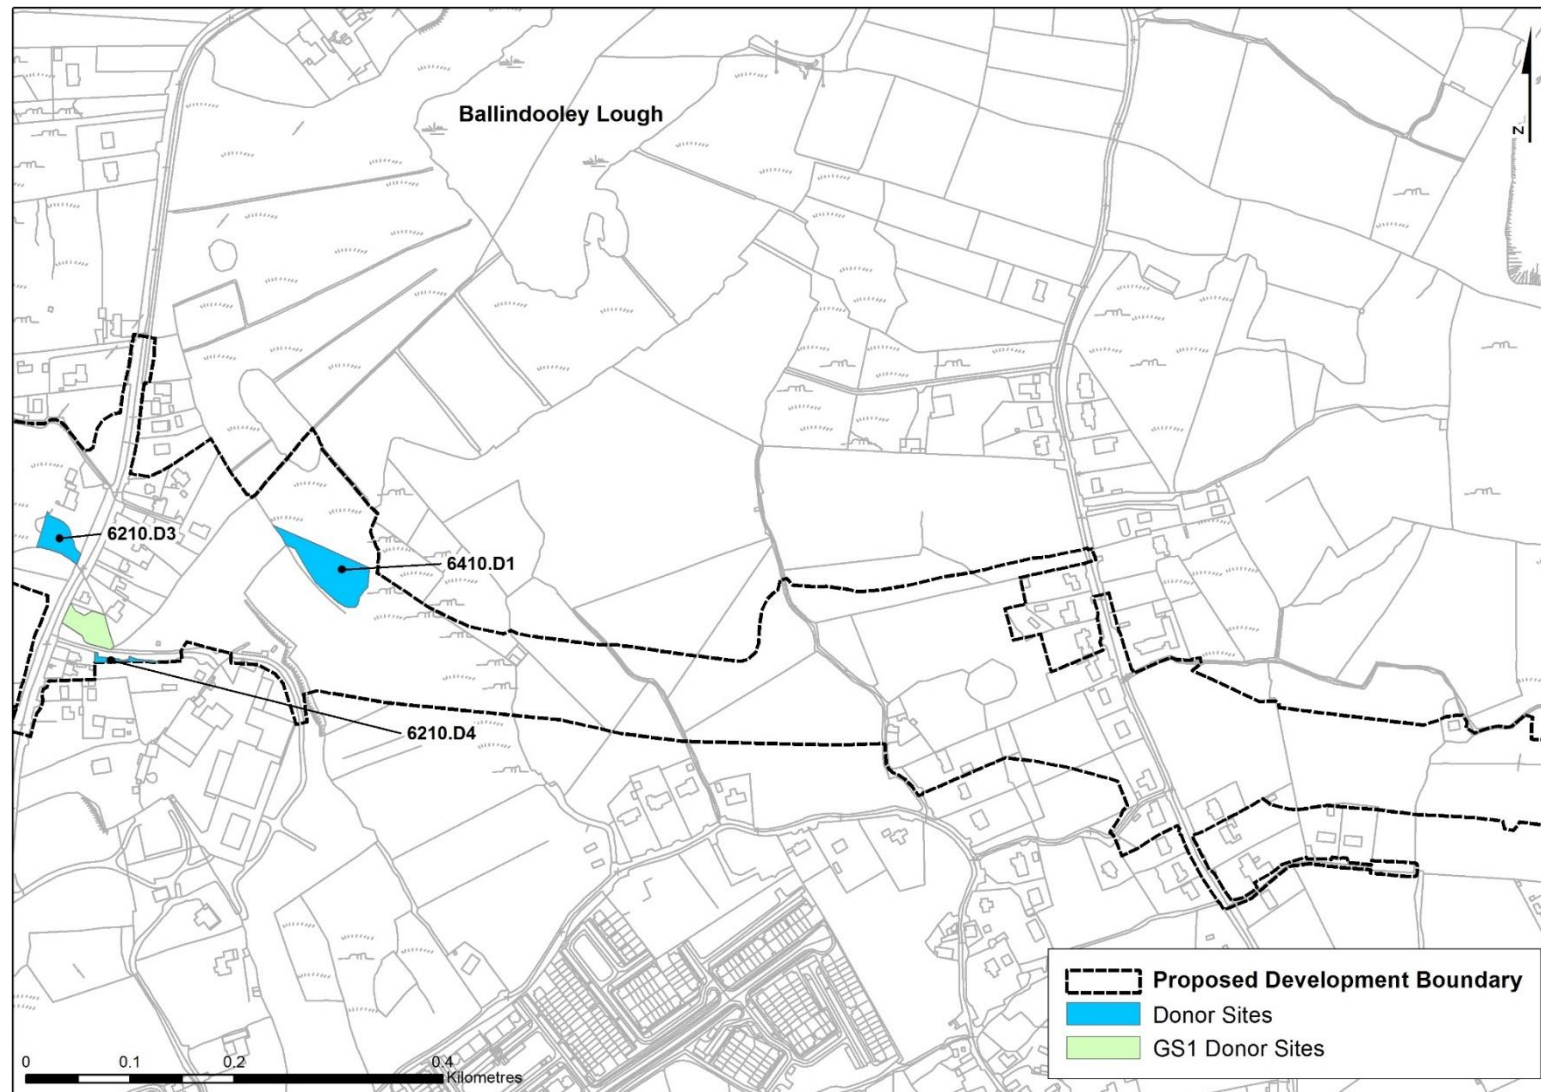 Ballindooley Lough
N
6210.D3
6410.D1
6210.D4
Proposed Development Boundary
Donor Sites
GS1 Donor Sites
0 0.1 0.2 0.4
Kilometres